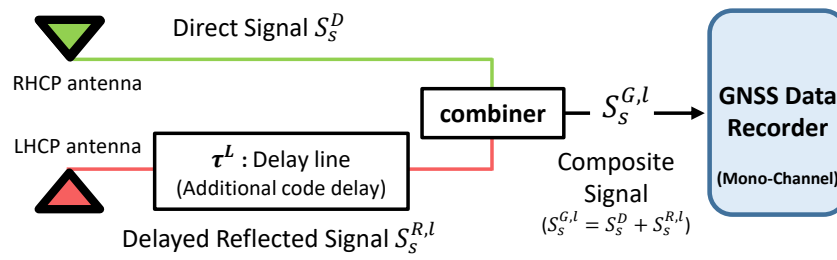 Direct Signal $S_s^D$
RHCP antenna
LHCP antenna
τ^L : Delay line
(Additional code delay)
Delayed Reflected Signal $S_s^{R,l}$
combiner
$S_s^{G,l}$
Composite
Signal
($S_s^{G,l} = S_s^D + S_s^{R,l}$)
GNSS Data
Recorder
(Mono-Channel)